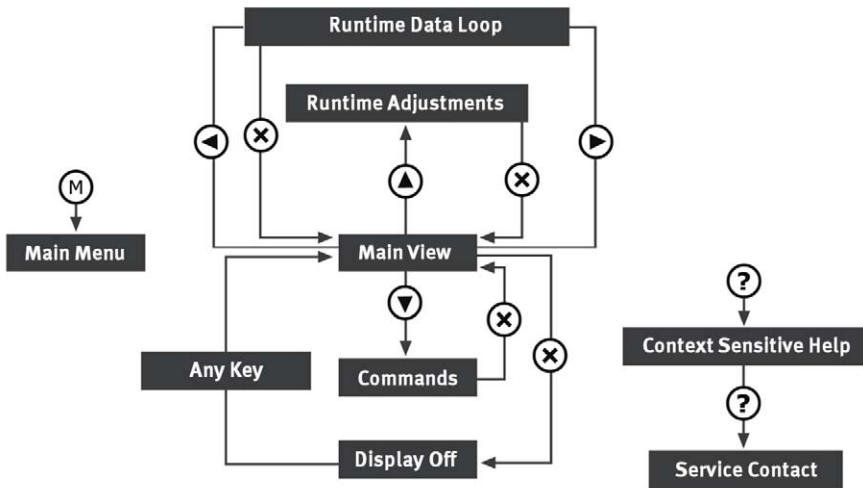 Runtime Data Loop
Runtime Adjustments
M
Main Menu
Main View
?
Context Sensitive Help
Any Key
Commands
?
Display Off
Service Contact